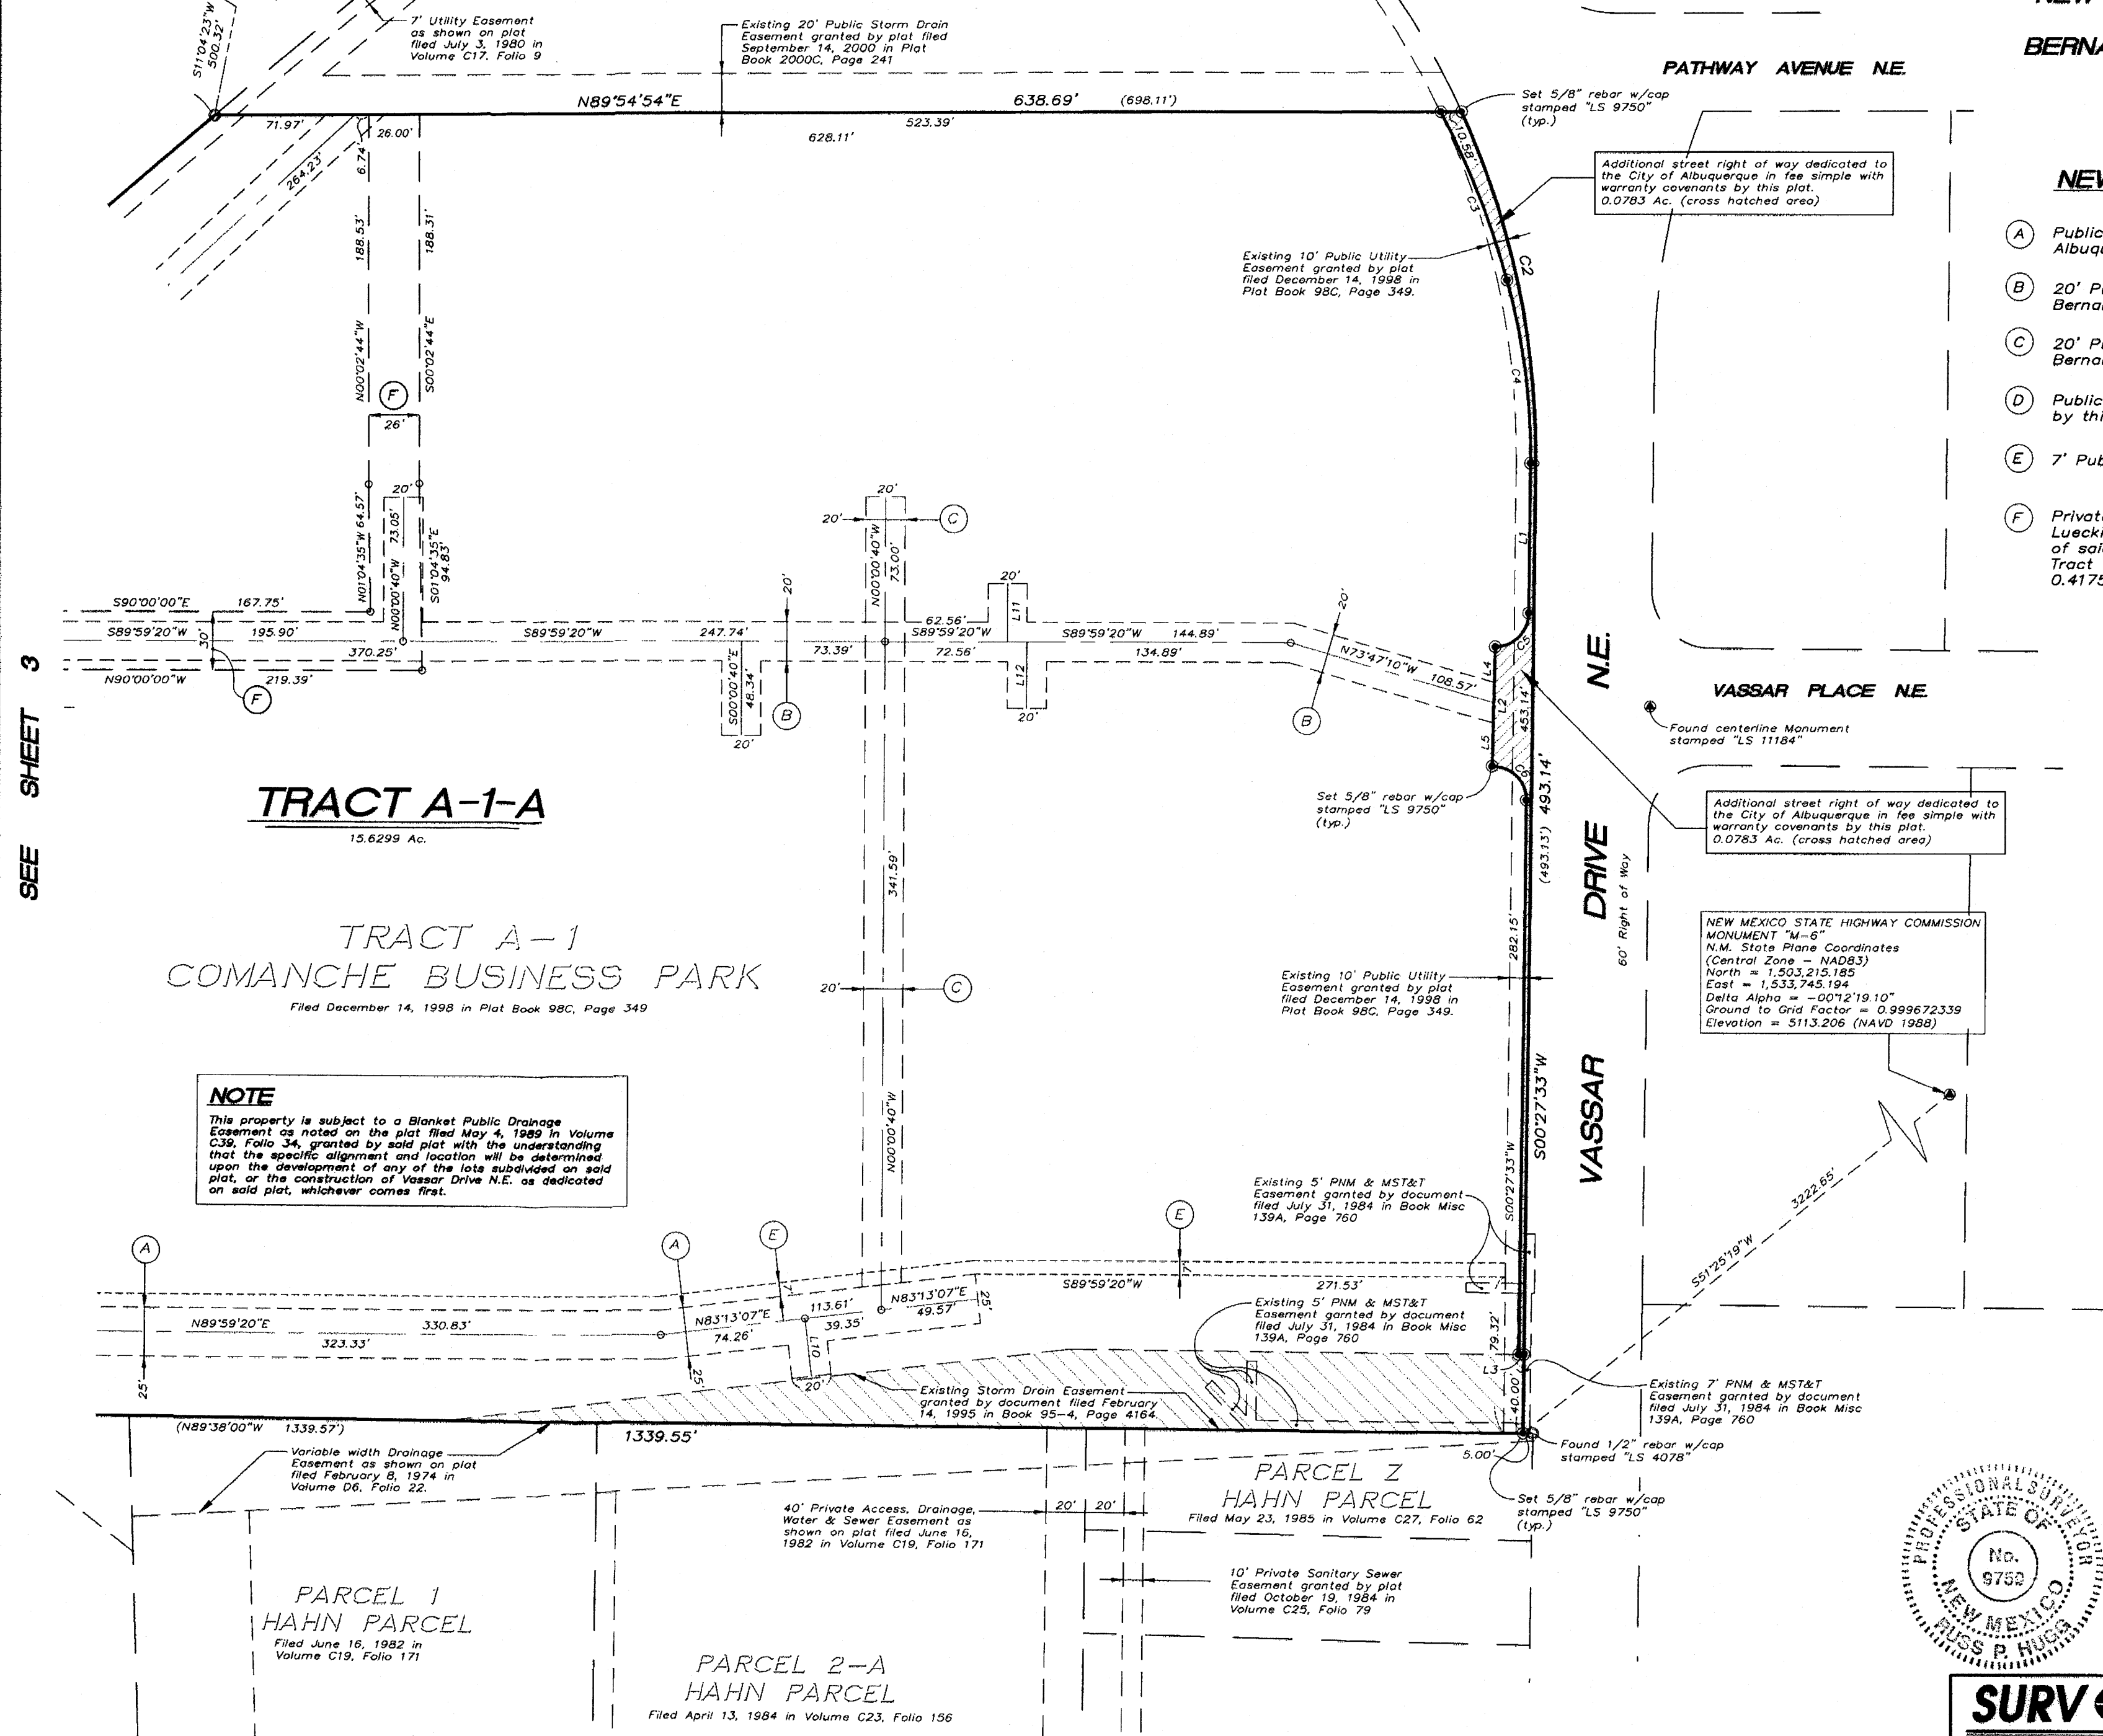 S11°04'23"W
500.32'
7' Utility Easement
as shown on plat
filed July 3, 1980 in
Volume C17, Folio 9
Existing 20' Public Storm Drain
Easement granted by plat filed
September 14, 2000 in Plat
Book 2000C, Page 241
NEW
BERNA
PATHWAY AVENUE N.E.
N89°54'54"E
638.69'
(698.11')
71.97'
26.00'
628.11'
523.39'
10.58'
Set 5/8" rebar w/cap
stamped "LS 9750"
(typ.)
6.74'
264.23'
188.53'
188.31'
N00°02'44"W
S00°02'44"E
Additional street right of way dedicated to
the City of Albuquerque in fee simple with
warranty covenants by this plat.
0.0783 Ac. (cross hatched area)
C3
C2
C4
Existing 10' Public Utility
Easement granted by plat
filed December 14, 1998 in
Plat Book 98C, Page 349.
NEW
A
Public
Albuqu
B
20' Pu
Bernal
C
20' Pu
Bernal
D
Public
by this
E
7' Pub
F
Private
Luecki
of said
Tract
0.4175
F
26'
N01°04'35"W 64.57'
20'
73.05'
N00°00'40"W
S01°04'35"E
94.83'
20'
20'
C
N00°00'40"W
73.00'
20'
20'
L11
20'
L1
S90°00'00"E
167.75'
S89°59'20"W
195.90'
30'
370.25'
N90°00'00"W
219.39'
F
S89°59'20"W
247.74'
62.56'
S89°59'20"W
S89°59'20"W
144.89'
73.39'
72.56'
134.89'
N73°47'10"W
108.57'
S00°00'40"E
48.34'
20'
B
L12
20'
B
C5
L4
L2
L5
453.14'
C6
SEE SHEET 3
VASSAR PLACE N.E.
Found centerline Monument
stamped "LS 11184"
TRACT A-1-A
15.6299 Ac.
Set 5/8" rebar w/cap
stamped "LS 9750"
(typ.)
493.14'
(493.13')
Additional street right of way dedicated to
the City of Albuquerque in fee simple with
warranty covenants by this plat.
0.0783 Ac. (cross hatched area)
341.59'
VASSAR DRIVE N.E.
60' Right of Way
TRACT A-1
COMANCHE BUSINESS PARK
Filed December 14, 1998 in Plat Book 98C, Page 349
20'
C
282.15'
Existing 10' Public Utility
Easement granted by plat
filed December 14, 1998 in
Plat Book 98C, Page 349.
NEW MEXICO STATE HIGHWAY COMMISSION
MONUMENT "M-6"
N.M. State Plane Coordinates
(Central Zone - NAD83)
North = 1,503,215.185
East = 1,533,745.194
Delta Alpha = -00°12'19.10"
Ground to Grid Factor = 0.999672339
Elevation = 5113.206 (NAVD 1988)
NOTE
This property is subject to a Blanket Public Drainage
Easement as noted on the plat filed May 4, 1989 in Volume
C39, Folio 34, granted by said plat with the understanding
that the specific alignment and location will be determined
upon the development of any of the lots subdivided on said
plat, or the construction of Vassar Drive N.E. as dedicated
on said plat, whichever comes first.
N00°00'40"W
S00°27'33"W
S00°27'33"W
3222.65'
S51°25'19"W
Existing 5' PNM & MST&T
Easement garnted by document
filed July 31, 1984 in Book Misc
139A, Page 760
A
A
E
E
7'
7'
S89°59'20"W
271.53'
N89°59'20"E
330.83'
323.33'
25'
N83°13'07"E
113.61'
74.26'
39.35'
N83°13'07"E
49.57'
25'
25'
L10
20'
Existing 5' PNM & MST&T
Easement garnted by document
filed July 31, 1984 in Book Misc
139A, Page 760
79.32'
L3
40.00'
Existing Storm Drain Easement
granted by document filed February
14, 1995 in Book 95-4, Page 4164.
Existing 7' PNM & MST&T
Easement garnted by document
filed July 31, 1984 in Book Misc
139A, Page 760
(N89°38'00"W 1339.57')
1339.55'
5.00'
Found 1/2" rebar w/cap
stamped "LS 4078"
Variable width Drainage
Easement as shown on plat
filed February 8, 1974 in
Volume D6, Folio 22.
PARCEL Z
HAHN PARCEL
Filed May 23, 1985 in Volume C27, Folio 62
Set 5/8" rebar w/cap
stamped "LS 9750"
(typ.)
40' Private Access, Drainage,
Water & Sewer Easement as
shown on plat filed June 16,
1982 in Volume C19, Folio 171
20'
20'
10' Private Sanitary Sewer
Easement granted by plat
filed October 19, 1984 in
Volume C25, Folio 79
PARCEL 1
HAHN PARCEL
Filed June 16, 1982 in
Volume C19, Folio 171
PARCEL 2-A
HAHN PARCEL
Filed April 13, 1984 in Volume C23, Folio 156
PROFESSIONAL SURVEYOR
STATE OF
No.
9750
NEW MEXICO
RUSS P. HUGG
SURV